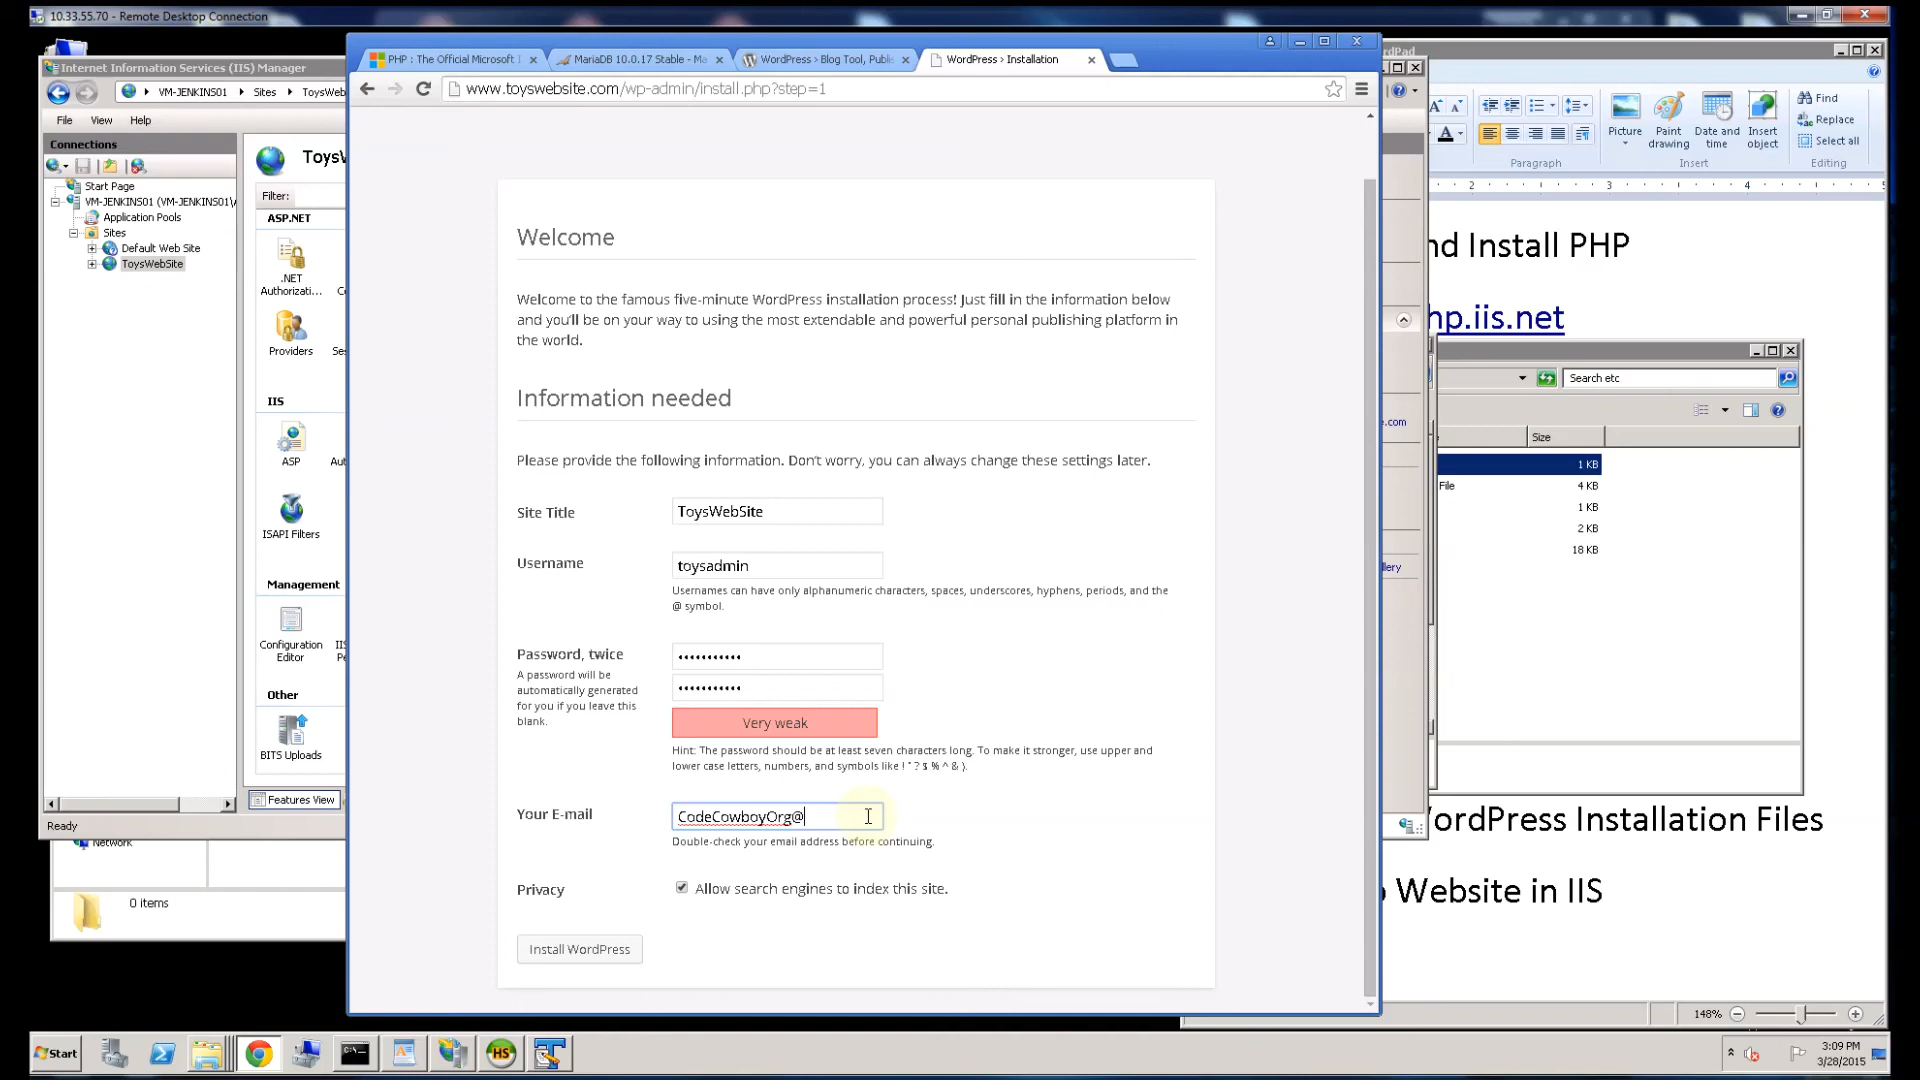 10.33.55.70 - Remote Desktop Connection
Internet Information Services (IIS) Manager
VM-JENKINS01
Sites
File
View
Help
Connections
Start Page
Application Pools
Sites
Default Web Site
ToysWebSite
Ready
Network
0 items
Filter:
ASP.NET
.NET
Authorizati...
Providers
IIS
ASP
ISAPI Filters
Management
Configuration
Editor
Other
BITS Uploads
Features View
PHP : The Official Microsoft
MariaDB 10.0.17 Stable - Ma
WordPress › Blog Tool, Publis
WordPress › Installation
www.toyswebsite.com/wp-admin/install.php?step=1
Welcome
Welcome to the famous five-minute WordPress installation process! Just fill in the information below
and you'll be on your way to using the most extendable and powerful personal publishing platform in
the world.
Information needed
Please provide the following information. Don't worry, you can always change these settings later.
Site Title
ToysWebSite
Username
toysadmin
Usernames can have only alphanumeric characters, spaces, underscores, hyphens, periods, and the
@ symbol.
Password, twice
A password will be
automatically generated
for you if you leave this
blank.
•••••••••••
•••••••••••
Very weak
Hint: The password should be at least seven characters long. To make it stronger, use upper and
lower case letters, numbers, and symbols like ! " ? $ % ^ & ).
Your E-mail
CodeCowboyOrg@
Double-check your email address before continuing.
Privacy
Allow search engines to index this site.
Install WordPress
Find
Replace
Select all
Picture
Paint
drawing
Date and
time
Insert
object
Paragraph
Insert
Editing
2
3
4
nd Install PHP
hp.iis.net
Search etc
Size
1 KB
File
4 KB
1 KB
2 KB
18 KB
WordPress Installation Files
Website in IIS
148%
Start
HS
3:09 PM
3/28/2015